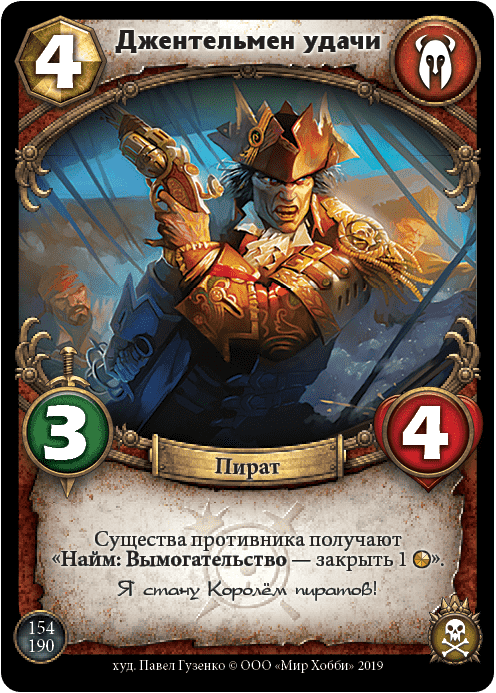 4
Джентельмен удачи
3
4
Пират
Существа противника получают
«Найм: Вымогательство — закрыть 1 ».
Я стану Королём пиратов!
154
190
худ. Павел Гузенко © ООО «Мир Хобби» 2019